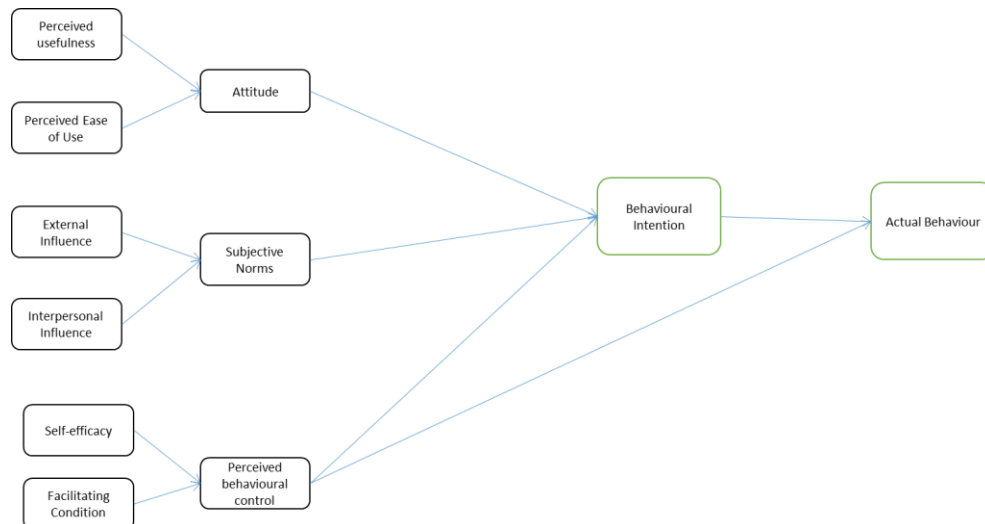 Perceived
usefulness
Attitude
Perceived Ease
of Use
External
Influence
Subjective
Norms
Interpersonal
Influence
Behavioural
Intention
Actual Behaviour
Self-efficacy
Perceived
behavioural
control
Facilitating
Condition